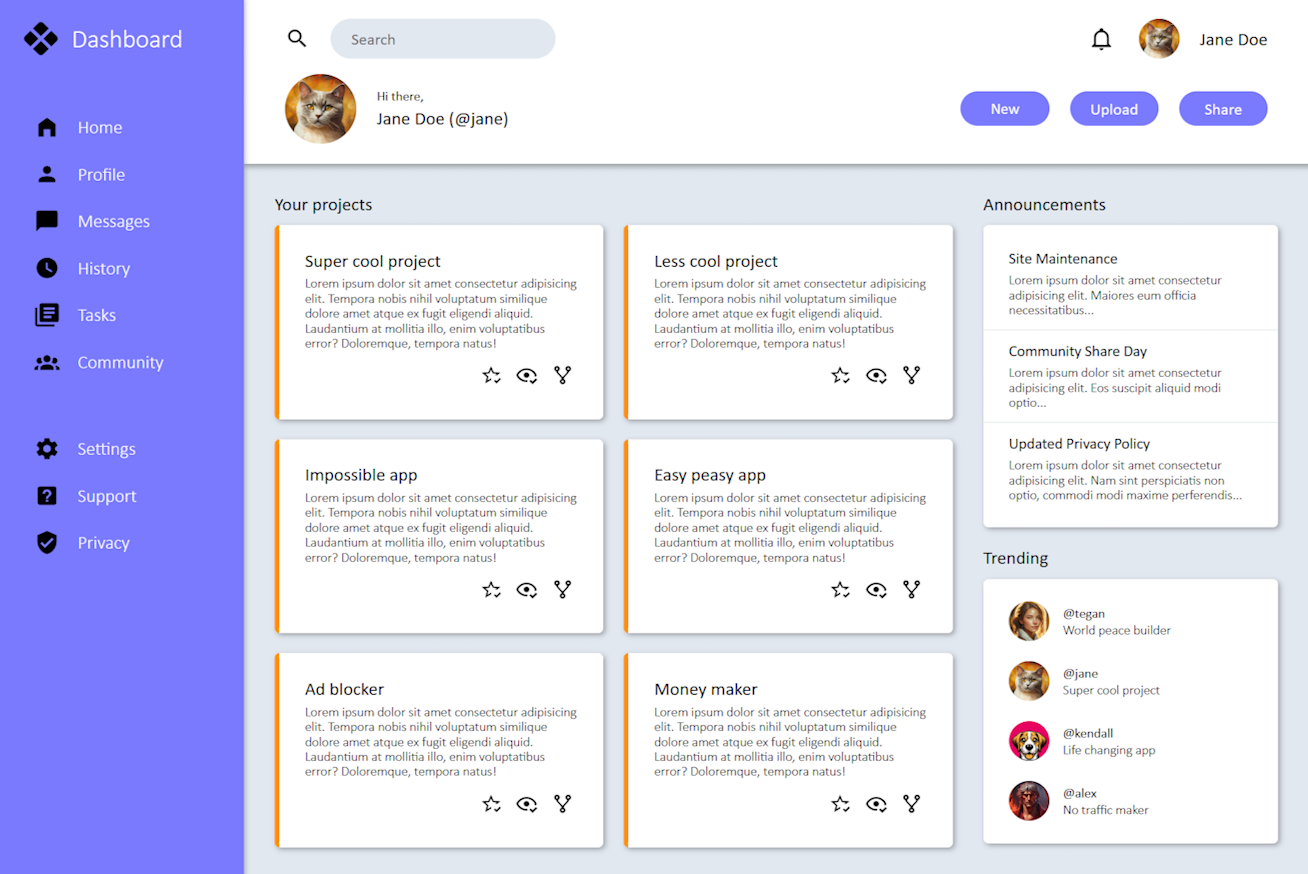 Dashboard
Home
Profile
Messages
History
Tasks
Community
Settings
Support
Privacy
Search
Jane Doe
Hi there,
Jane Doe (@jane)
New
Upload
Share
Your projects
Super cool project
Lorem ipsum dolor sit amet consectetur adipisicing
elit. Tempora nobis nihil voluptatum similique
dolore amet atque ex fugit eligendi aliquid.
Laudantium at mollitia illo, enim voluptatibus
error? Doloremque, tempora natus!
Less cool project
Lorem ipsum dolor sit amet consectetur adipisicing
elit. Tempora nobis nihil voluptatum similique
dolore amet atque ex fugit eligendi aliquid.
Laudantium at mollitia illo, enim voluptatibus
error? Doloremque, tempora natus!
Impossible app
Lorem ipsum dolor sit amet consectetur adipisicing
elit. Tempora nobis nihil voluptatum similique
dolore amet atque ex fugit eligendi aliquid.
Laudantium at mollitia illo, enim voluptatibus
error? Doloremque, tempora natus!
Easy peasy app
Lorem ipsum dolor sit amet consectetur adipisicing
elit. Tempora nobis nihil voluptatum similique
dolore amet atque ex fugit eligendi aliquid.
Laudantium at mollitia illo, enim voluptatibus
error? Doloremque, tempora natus!
Ad blocker
Lorem ipsum dolor sit amet consectetur adipisicing
elit. Tempora nobis nihil voluptatum similique
dolore amet atque ex fugit eligendi aliquid.
Laudantium at mollitia illo, enim voluptatibus
error? Doloremque, tempora natus!
Money maker
Lorem ipsum dolor sit amet consectetur adipisicing
elit. Tempora nobis nihil voluptatum similique
dolore amet atque ex fugit eligendi aliquid.
Laudantium at mollitia illo, enim voluptatibus
error? Doloremque, tempora natus!
Announcements
Site Maintenance
Lorem ipsum dolor sit amet consectetur
adipisicing elit. Maiores eum officia
necessitatibus...
Community Share Day
Lorem ipsum dolor sit amet consectetur
adipisicing elit. Eos suscipit aliquid modi
optio...
Updated Privacy Policy
Lorem ipsum dolor sit amet consectetur
adipisicing elit. Nam sint perspiciatis non
optio, commodi modi maxime perferendis...
Trending
@tegan
World peace builder
@jane
Super cool project
@kendall
Life changing app
@alex
No traffic maker